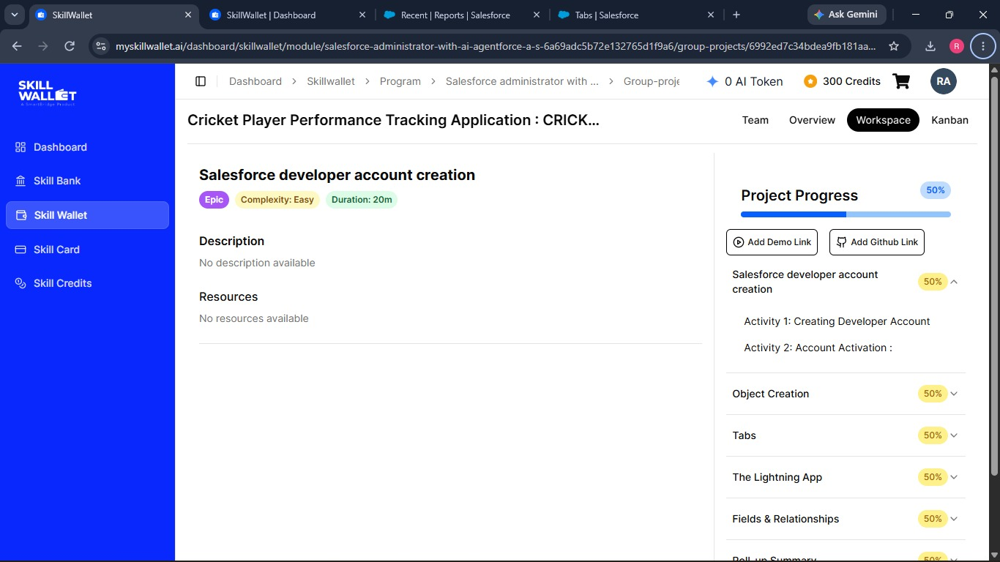 SkillWallet
SkillWallet | Dashboard
Recent | Reports | Salesforce
Tabs | Salesforce
Ask Gemini
myskillwallet.ai/dashboard/skillwallet/module/salesforce-administrator-with-ai-agentforce-a-s-6a69adc5b72e132765d1f9a6/group-projects/6992ed7c34bdea9fb181aa...
R
SKILL
WALLET
A SmartBridge Product
Dashboard
Skill Bank
Skill Wallet
Skill Card
Skill Credits
Dashboard > Skillwallet > Program > Salesforce administrator with ... > Group-proje
0 AI Token
300 Credits
RA
Cricket Player Performance Tracking Application : CRICK...
Team
Overview
Workspace
Kanban
Salesforce developer account creation
Epic
Complexity: Easy
Duration: 20m
Description
No description available
Resources
No resources available
50%
Project Progress
Add Demo Link
Add Github Link
Salesforce developer account
creation
50%
Activity 1: Creating Developer Account
Activity 2: Account Activation :
Object Creation
50%
Tabs
50%
The Lightning App
50%
Fields & Relationships
50%
Roll-up Summary
50%